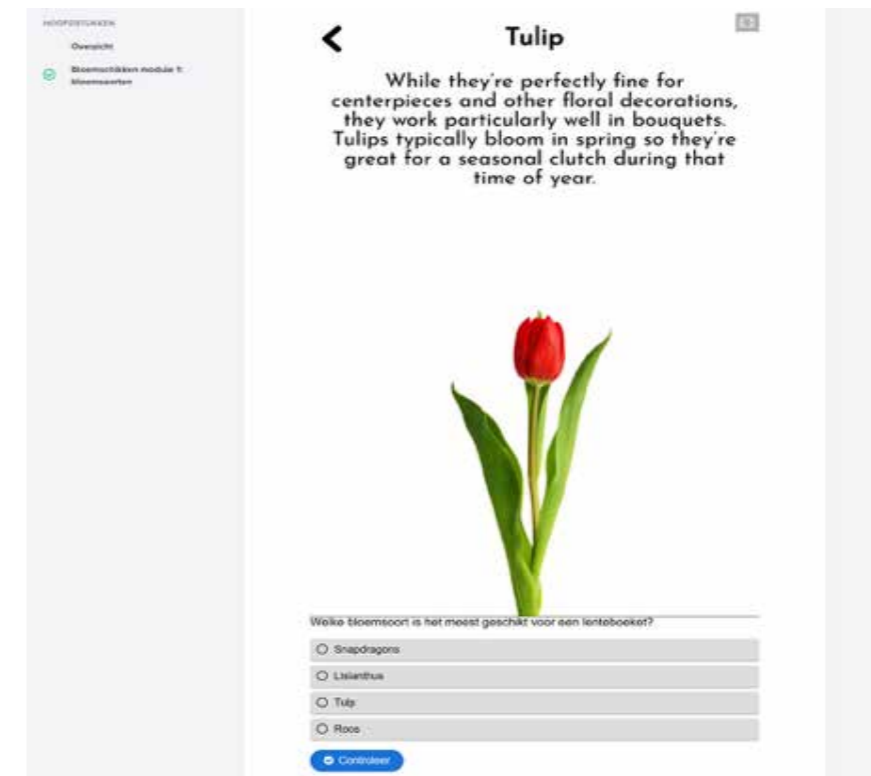 HOOFDSTUKKEN
Overzicht
Bloemschikken module 1:
bloemsoorten
Tulip
While they're perfectly fine for
centerpieces and other floral decorations,
they work particularly well in bouquets.
Tulips typically bloom in spring so they're
great for a seasonal clutch during that
time of year.
Welke bloemsoort is het meest geschikt voor een lenteboeket?
Snapdragons
Lisianthus
Tulp
Roos
Controleer